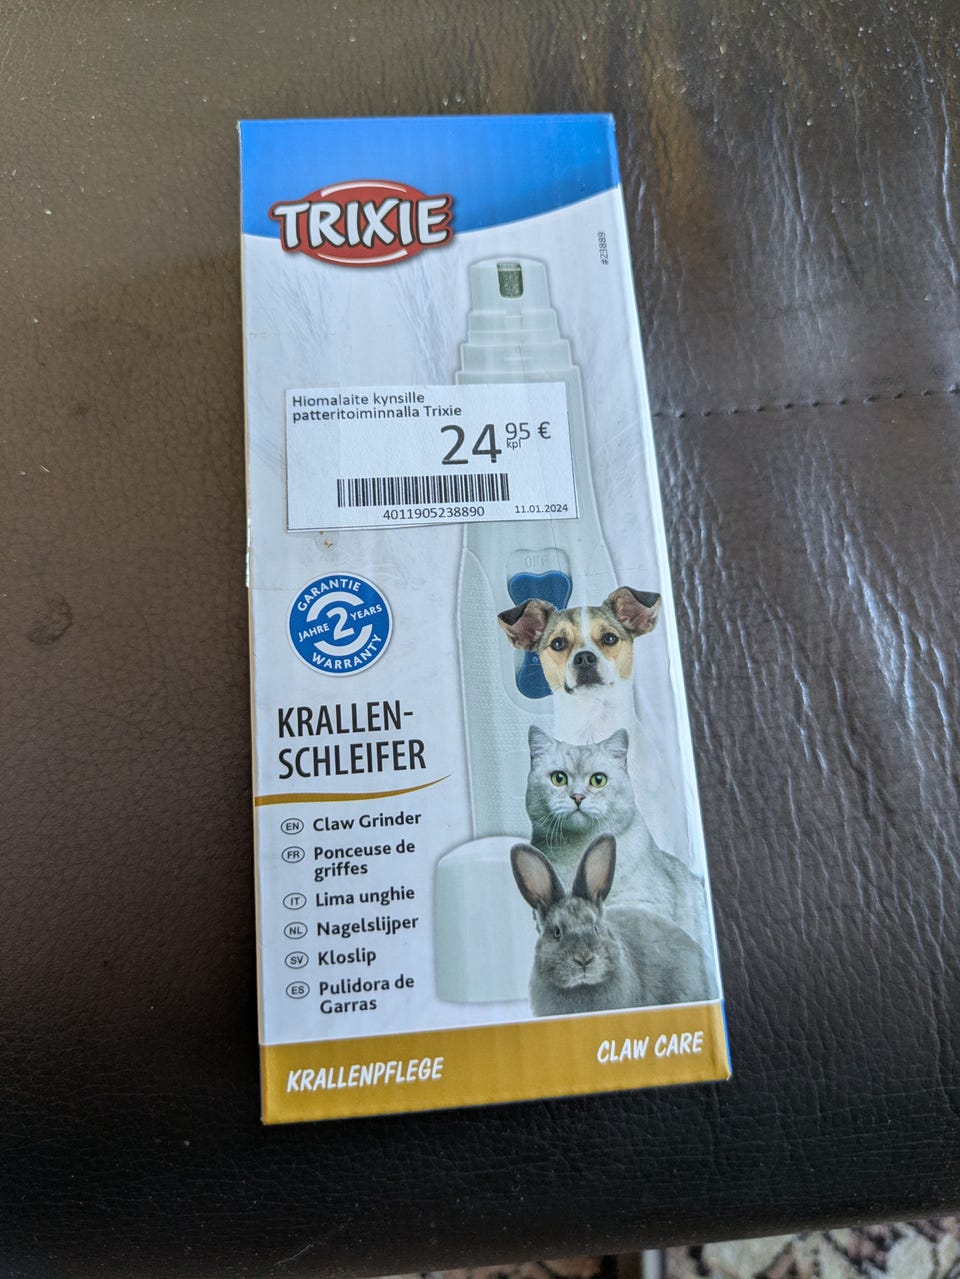 TRIXIE
#23889
Hiomalaite kynsille
patteritoiminnalla Trixie
24 95 €
kpl
4011905238890 11.01.2024
OFF
GARANTIE
JAHRE 2 YEARS
WARRANTY
KRALLEN-
SCHLEIFER
EN Claw Grinder
FR Ponceuse de
griffes
IT Lima unghie
NL Nagelslijper
SV Kloslip
ES Pulidora de
Garras
KRALLENPFLEGE
CLAW CARE